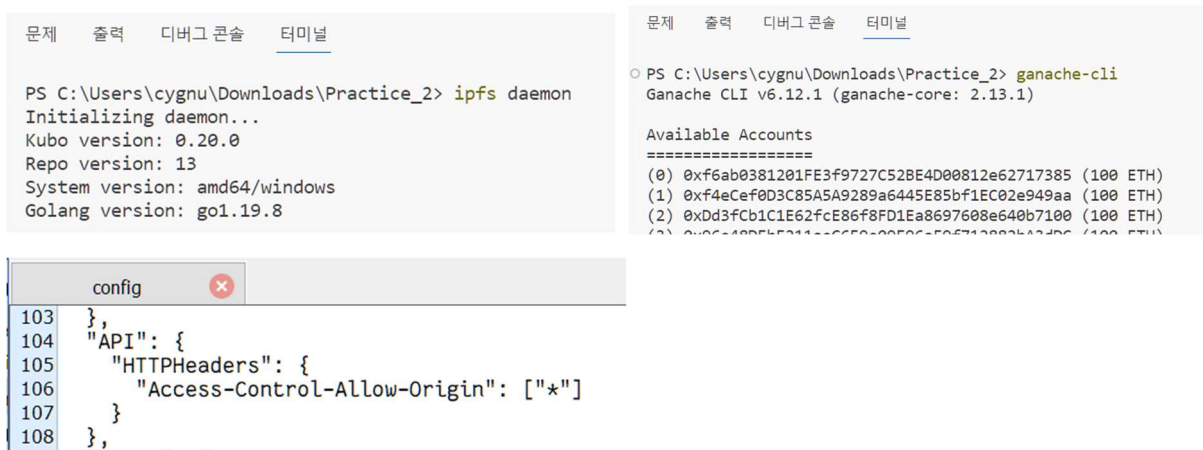 문제 출력 디버그 콘솔 터미널
PS C:\Users\cygnu\Downloads\Practice_2> ipfs daemon
Initializing daemon...
Kubo version: 0.20.0
Repo version: 13
System version: amd64/windows
Golang version: go1.19.8
문제 출력 디버그 콘솔 터미널
PS C:\Users\cygnu\Downloads\Practice_2> ganache-cli
Ganache CLI v6.12.1 (ganache-core: 2.13.1)
Available Accounts
==================
(0) 0xf6ab0381201FE3f9727C52BE4D00812e62717385 (100 ETH)
(1) 0xf4eCef0D3C85A5A9289a6445E85bf1EC02e949aa (100 ETH)
(2) 0xDd3fCb1C1E62fcE86f8FD1Ea8697608e640b7100 (100 ETH)
config
103 },
104 "API": {
105 "HTTPHeaders": {
106 "Access-Control-Allow-Origin": ["*"]
107 }
108 },